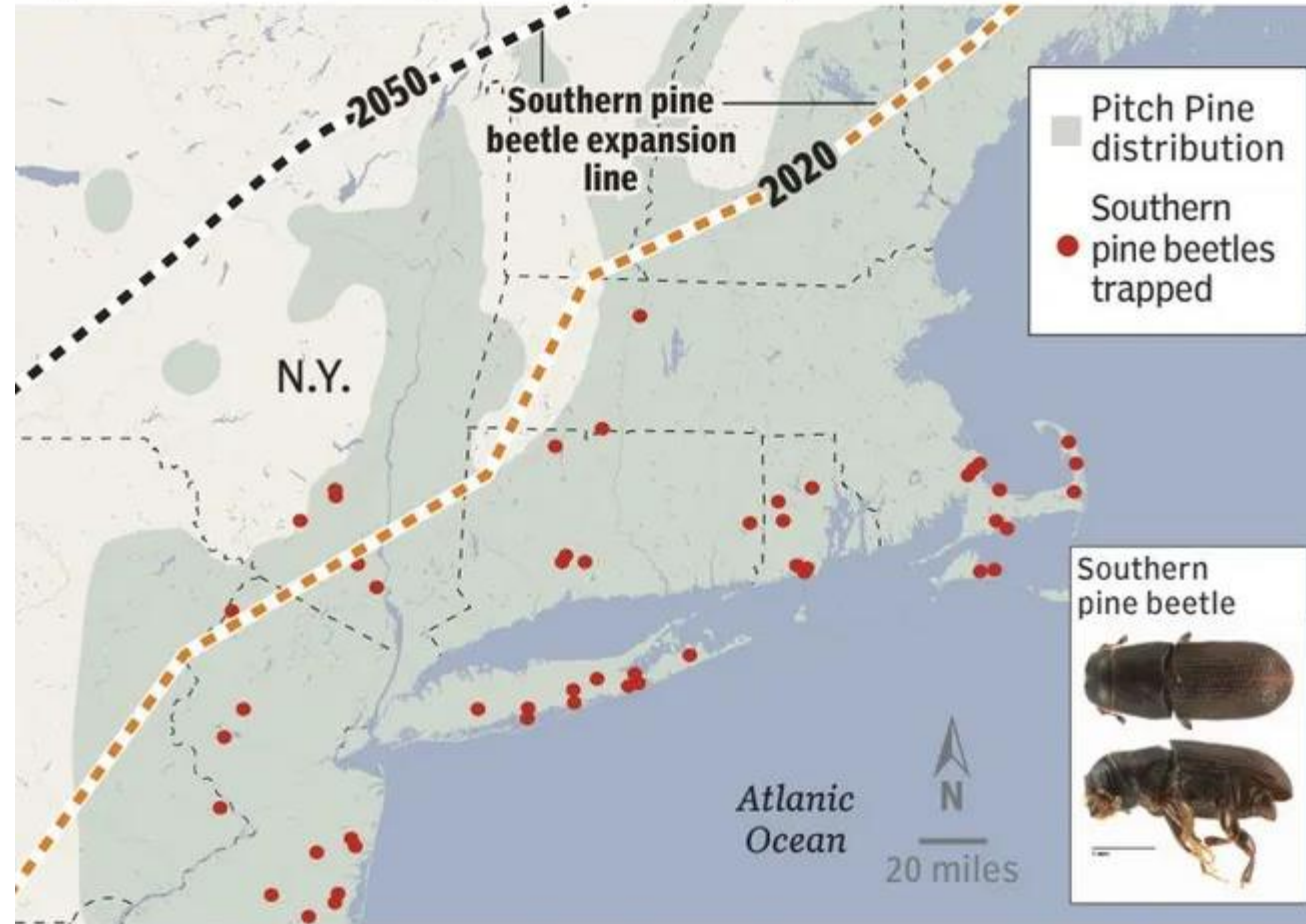 2050
Southern pine
beetle expansion
line
2020
Pitch Pine
distribution
Southern
pine beetles
trapped
N.Y.
Southern
pine beetle
Atlanic
Ocean
N
20 miles